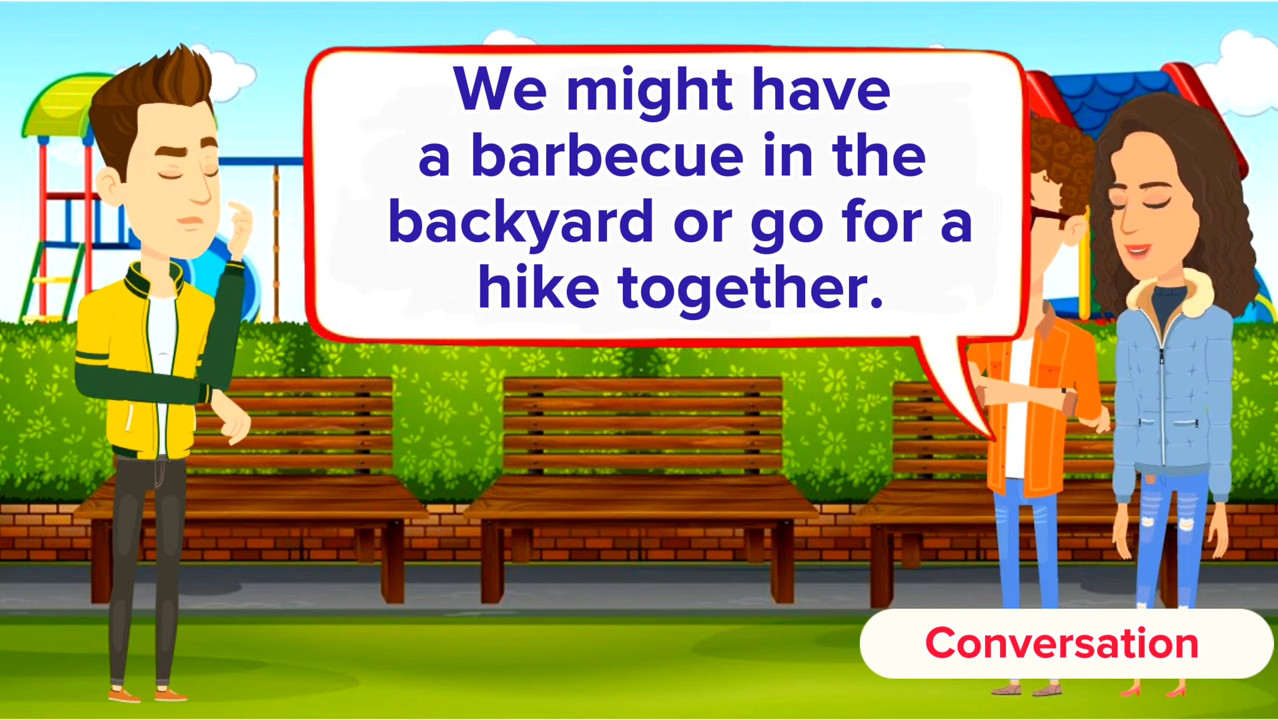 We might have
a barbecue in the
backyard or go for a
hike together.
Conversation